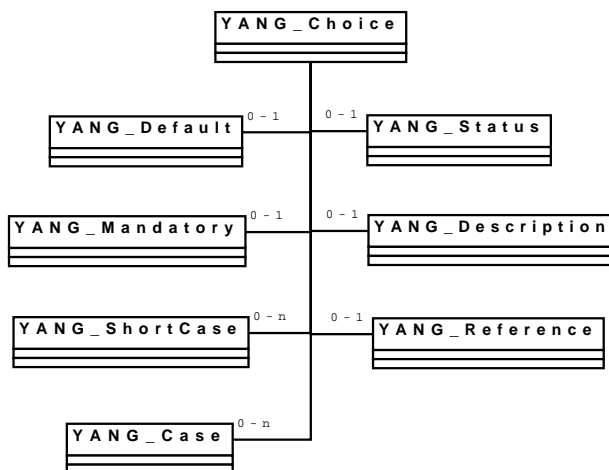 YANG_Choice
0-1
0-1
YANG_Default
YANG_Status
0-1
0-1
YANG_Mandatory
YANG_Description
0-n
0-1
YANG_ShortCase
YANG_Reference
0-n
YANG_Case